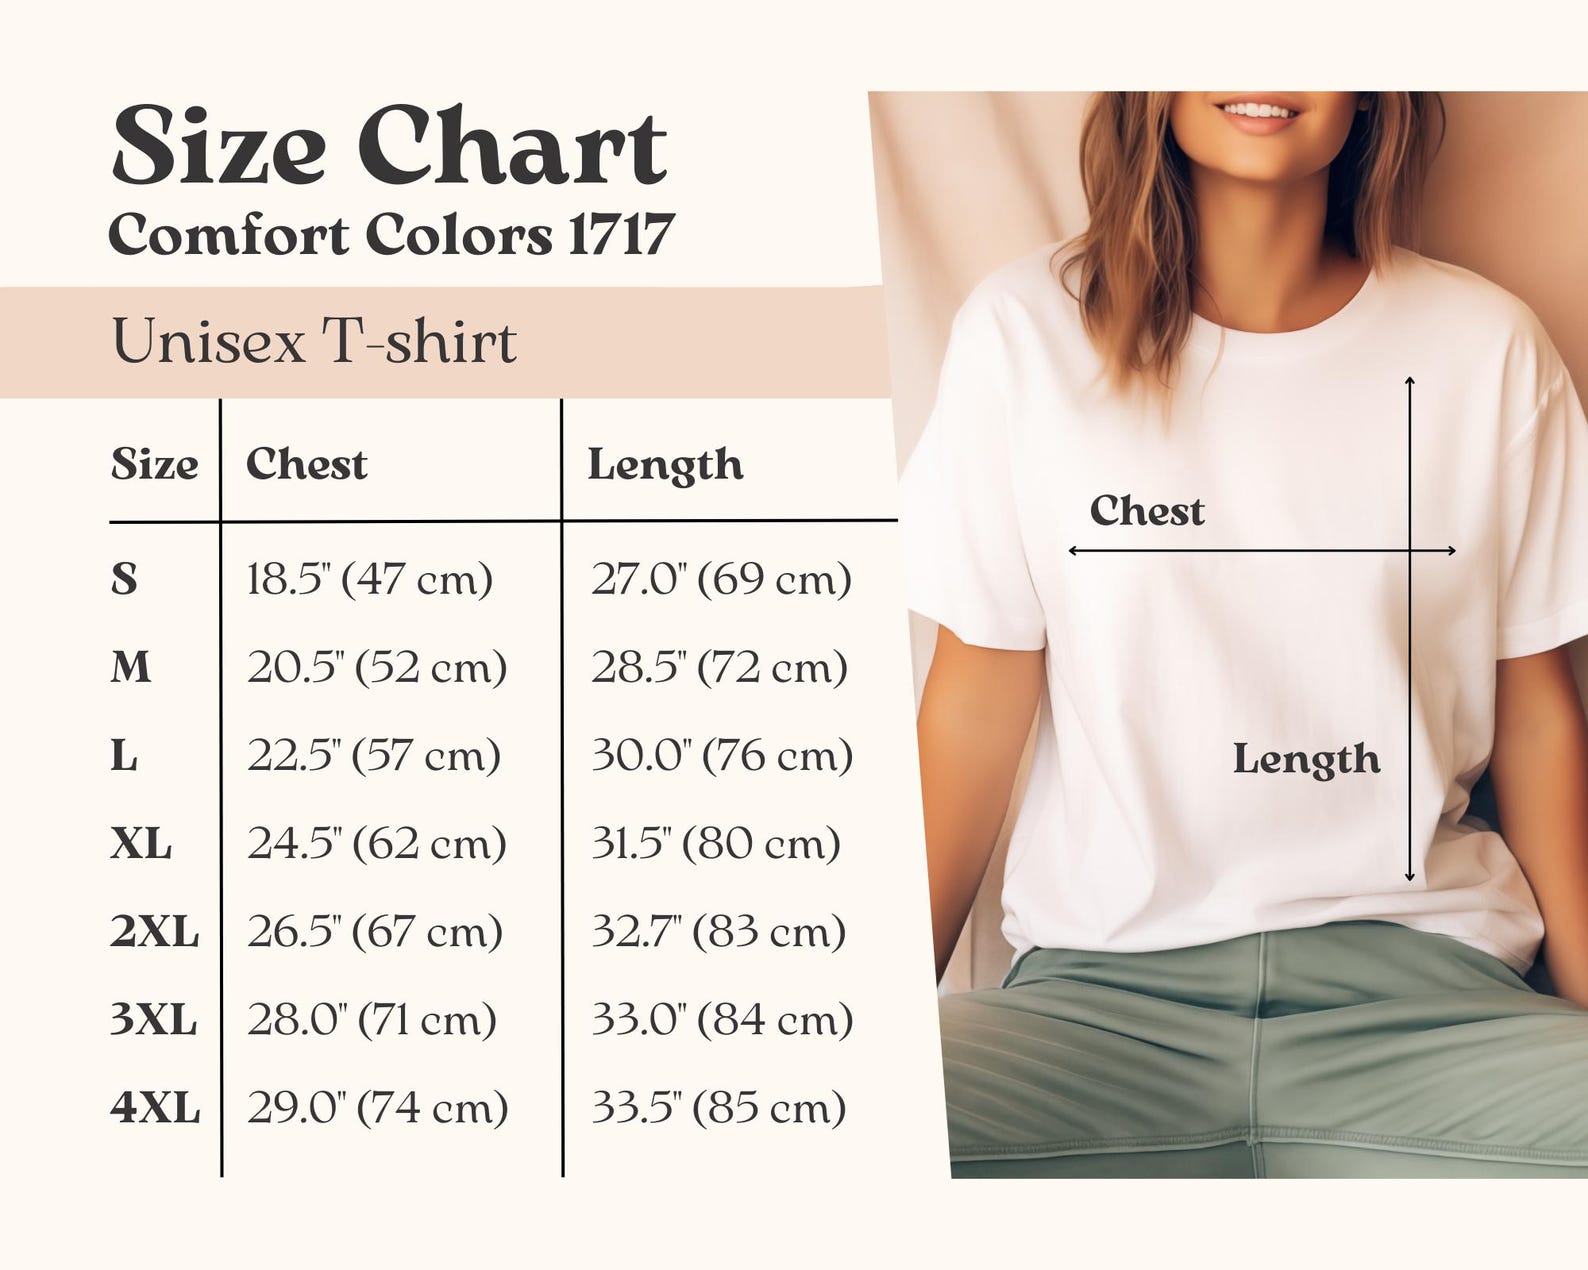 Size Chart
Comfort Colors 1717
Unisex T-shirt
Size Chest Length
S 18.5" (47 cm) 27.0" (69 cm)
M 20.5" (52 cm) 28.5" (72 cm)
L 22.5" (57 cm) 30.0" (76 cm)
XL 24.5" (62 cm) 31.5" (80 cm)
2XL 26.5" (67 cm) 32.7" (83 cm)
3XL 28.0" (71 cm) 33.0" (84 cm)
4XL 29.0" (74 cm) 33.5" (85 cm)
Chest
Length